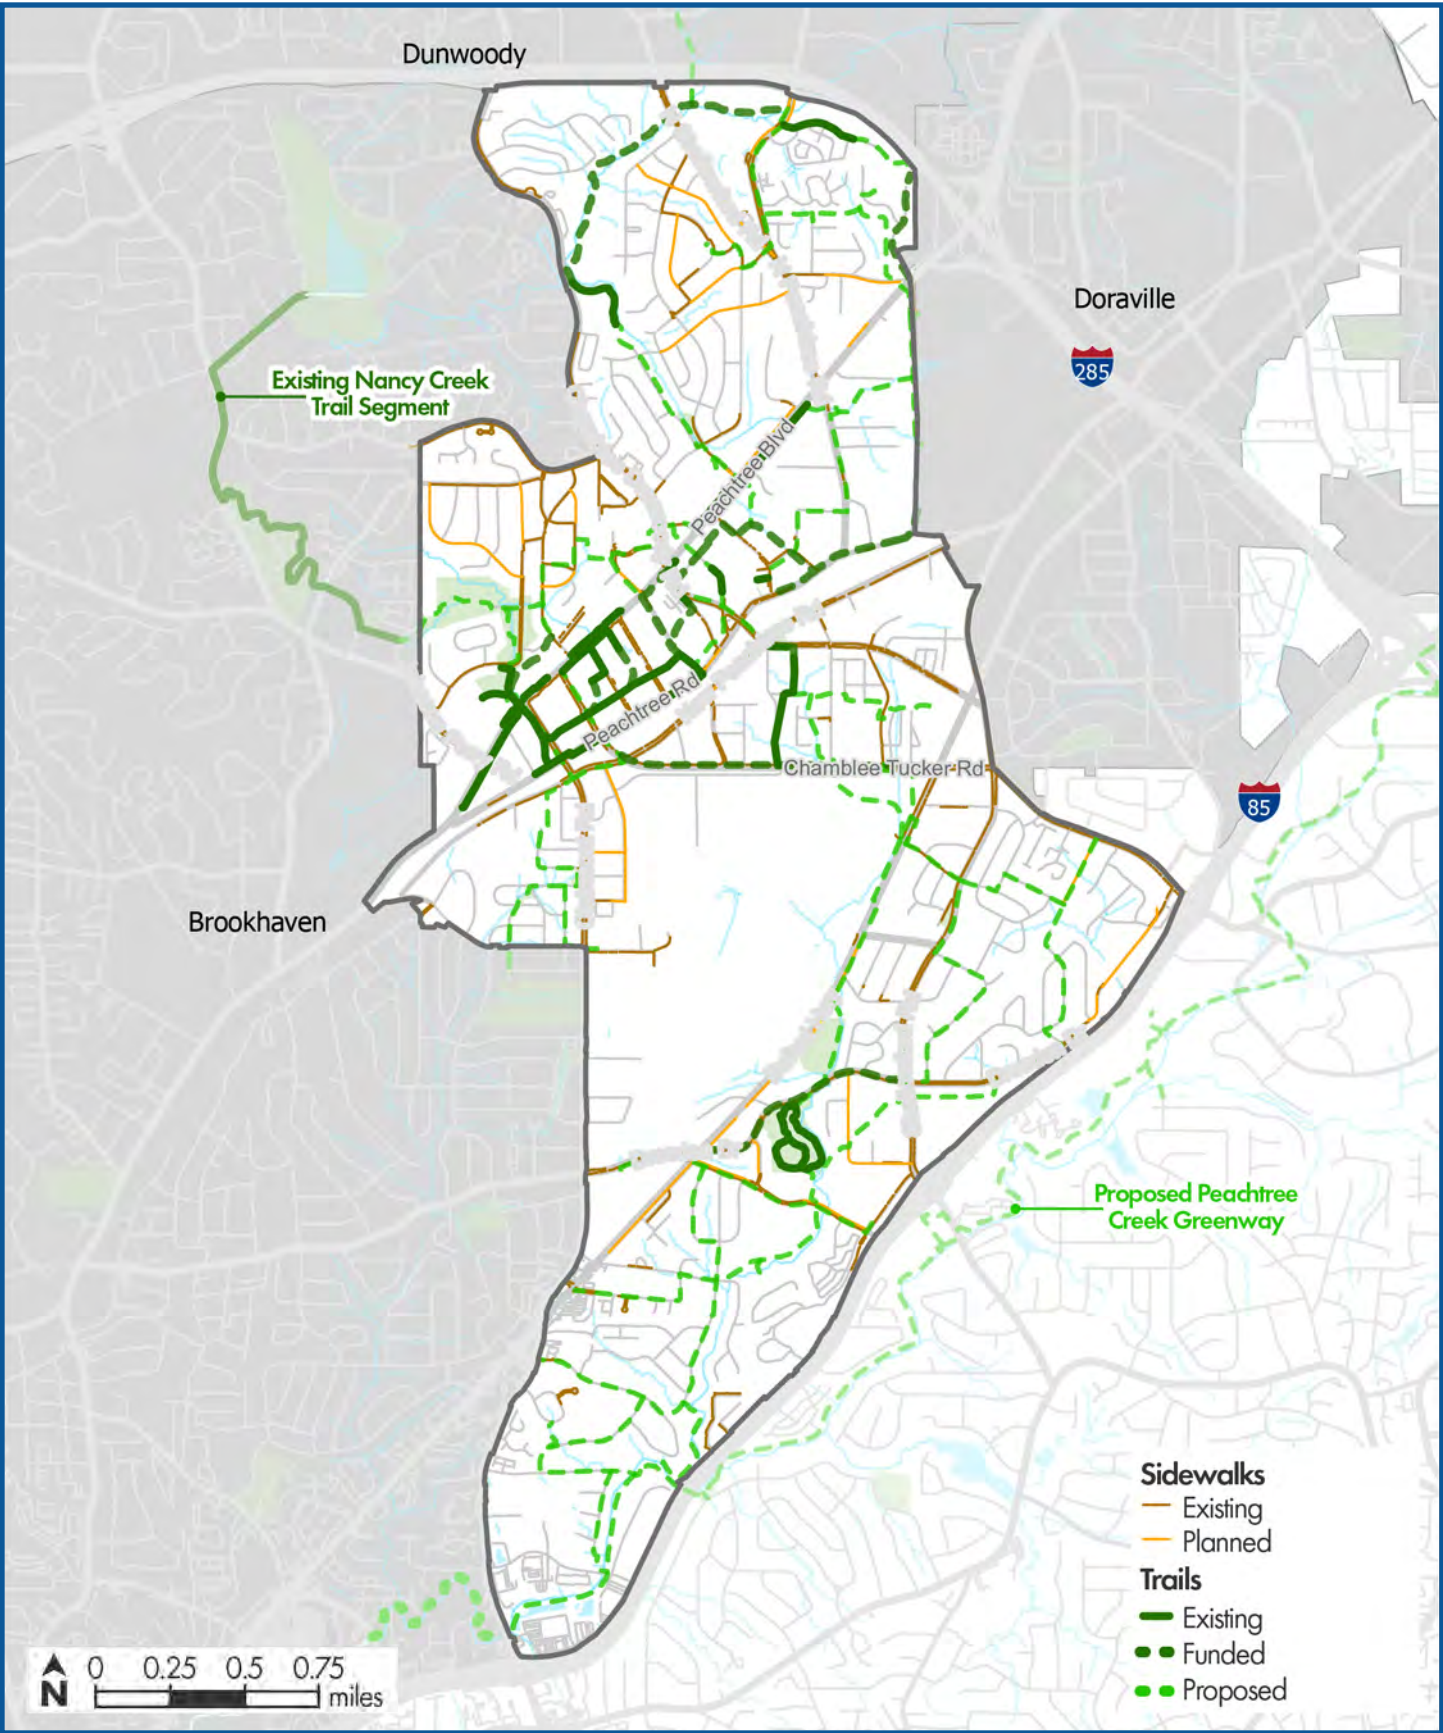 Dunwoody
Doraville
285
Existing Nancy Creek
Trail Segment
Peachtree Blvd
Peachtree Rd
Chamblee Tucker Rd
85
Brookhaven
Proposed Peachtree
Creek Greenway
Sidewalks
Existing
Planned
Trails
Existing
Funded
Proposed
N
0 0.25 0.5 0.75
miles